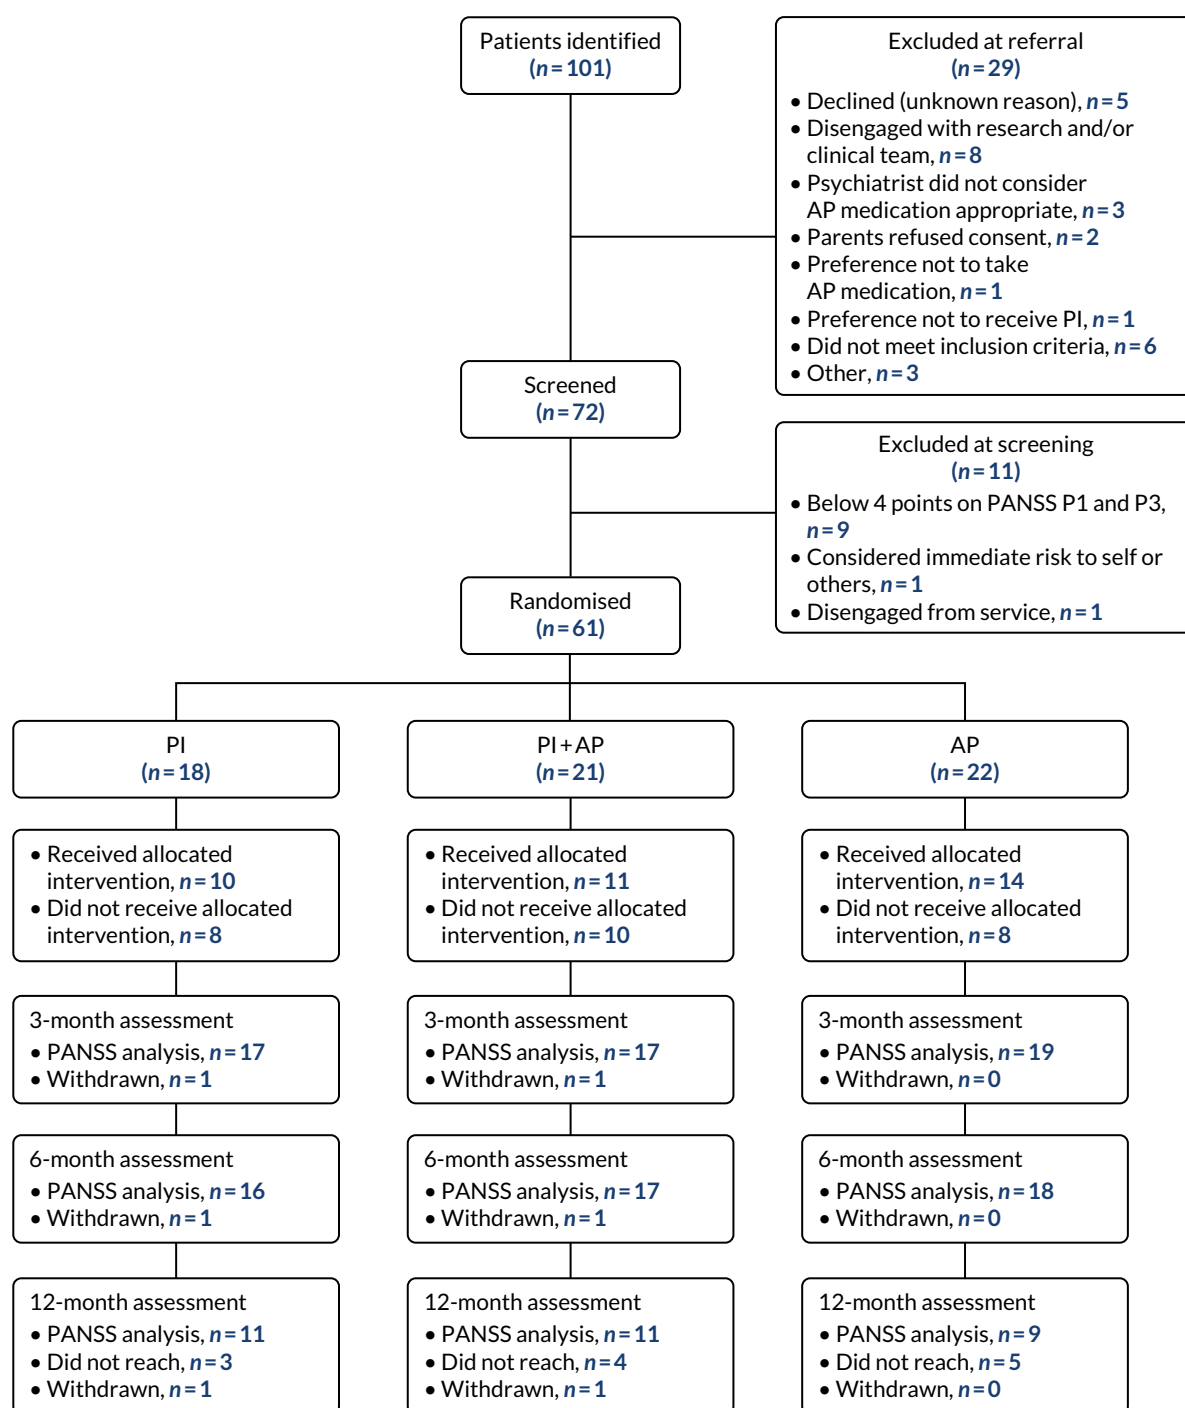 Patients identified
(n=101)
Excluded at referral
(n=29)
• Declined (unknown reason), n=5
• Disengaged with research and/or
clinical team, n=8
• Psychiatrist did not consider
AP medication appropriate, n=3
• Parents refused consent, n=2
• Preference not to take
AP medication, n=1
• Preference not to receive PI, n=1
• Did not meet inclusion criteria, n=6
• Other, n=3
Screened
(n=72)
Excluded at screening
(n=11)
• Below 4 points on PANSS P1 and P3,
n=9
• Considered immediate risk to self or
others, n=1
• Disengaged from service, n=1
Randomised
(n=61)
PI
(n=18)
• Received allocated
intervention, n=10
• Did not receive allocated
intervention, n=8
3-month assessment
• PANSS analysis, n=17
• Withdrawn, n=1
6-month assessment
• PANSS analysis, n=16
• Withdrawn, n=1
12-month assessment
• PANSS analysis, n=11
• Did not reach, n=3
• Withdrawn, n=1
PI+AP
(n=21)
• Received allocated
intervention, n=11
• Did not receive allocated
intervention, n=10
3-month assessment
• PANSS analysis, n=17
• Withdrawn, n=1
6-month assessment
• PANSS analysis, n=17
• Withdrawn, n=1
12-month assessment
• PANSS analysis, n=11
• Did not reach, n=4
• Withdrawn, n=1
AP
(n=22)
• Received allocated
intervention, n=14
• Did not receive allocated
intervention, n=8
3-month assessment
• PANSS analysis, n=19
• Withdrawn, n=0
6-month assessment
• PANSS analysis, n=18
• Withdrawn, n=0
12-month assessment
• PANSS analysis, n=9
• Did not reach, n=5
• Withdrawn, n=0